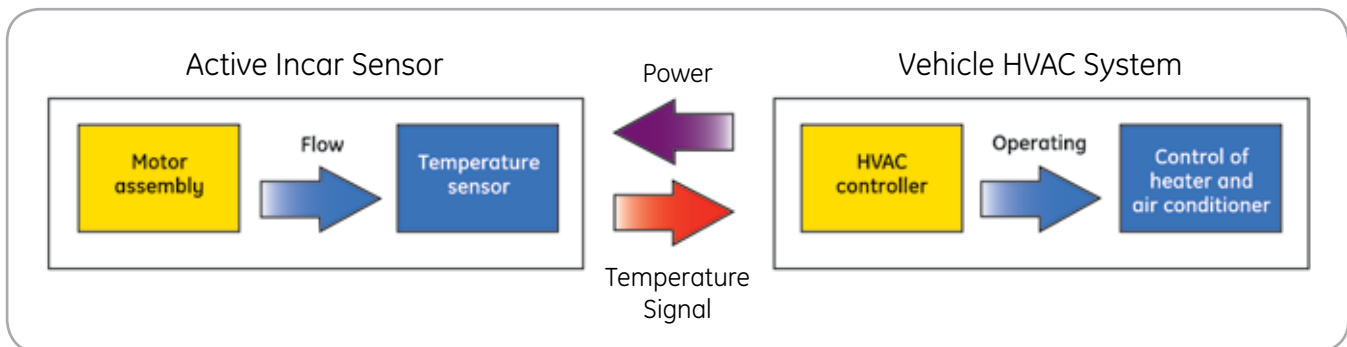 Active Incar Sensor
Power
Vehicle HVAC System
Motor
assembly
Flow
Temperature
sensor
HVAC
controller
Operating
Control of
heater and
air conditioner
Temperature
Signal